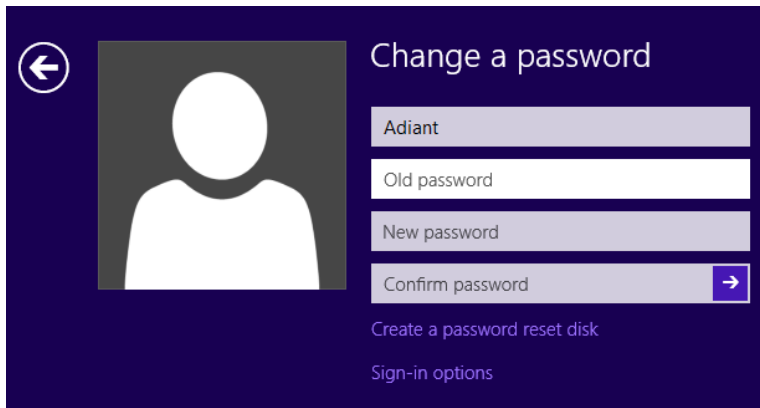 Change a password
Adiant
Old password
New password
Confirm password
Create a password reset disk
Sign-in options